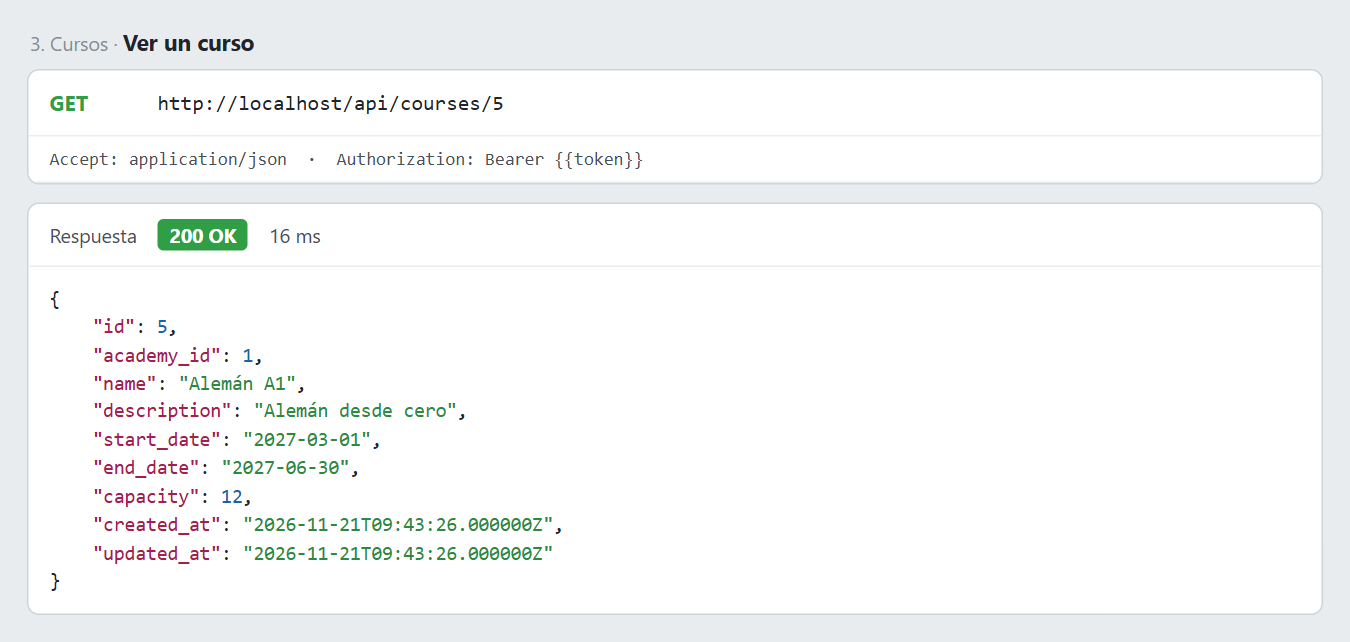 3. Cursos · Ver un curso
GET http://localhost/api/courses/5
Accept: application/json · Authorization: Bearer {{token}}
Respuesta 200 OK 16 ms
{
    "id": 5,
    "academy_id": 1,
    "name": "Alemán A1",
    "description": "Alemán desde cero",
    "start_date": "2027-03-01",
    "end_date": "2027-06-30",
    "capacity": 12,
    "created_at": "2026-11-21T09:43:26.000000Z",
    "updated_at": "2026-11-21T09:43:26.000000Z"
}